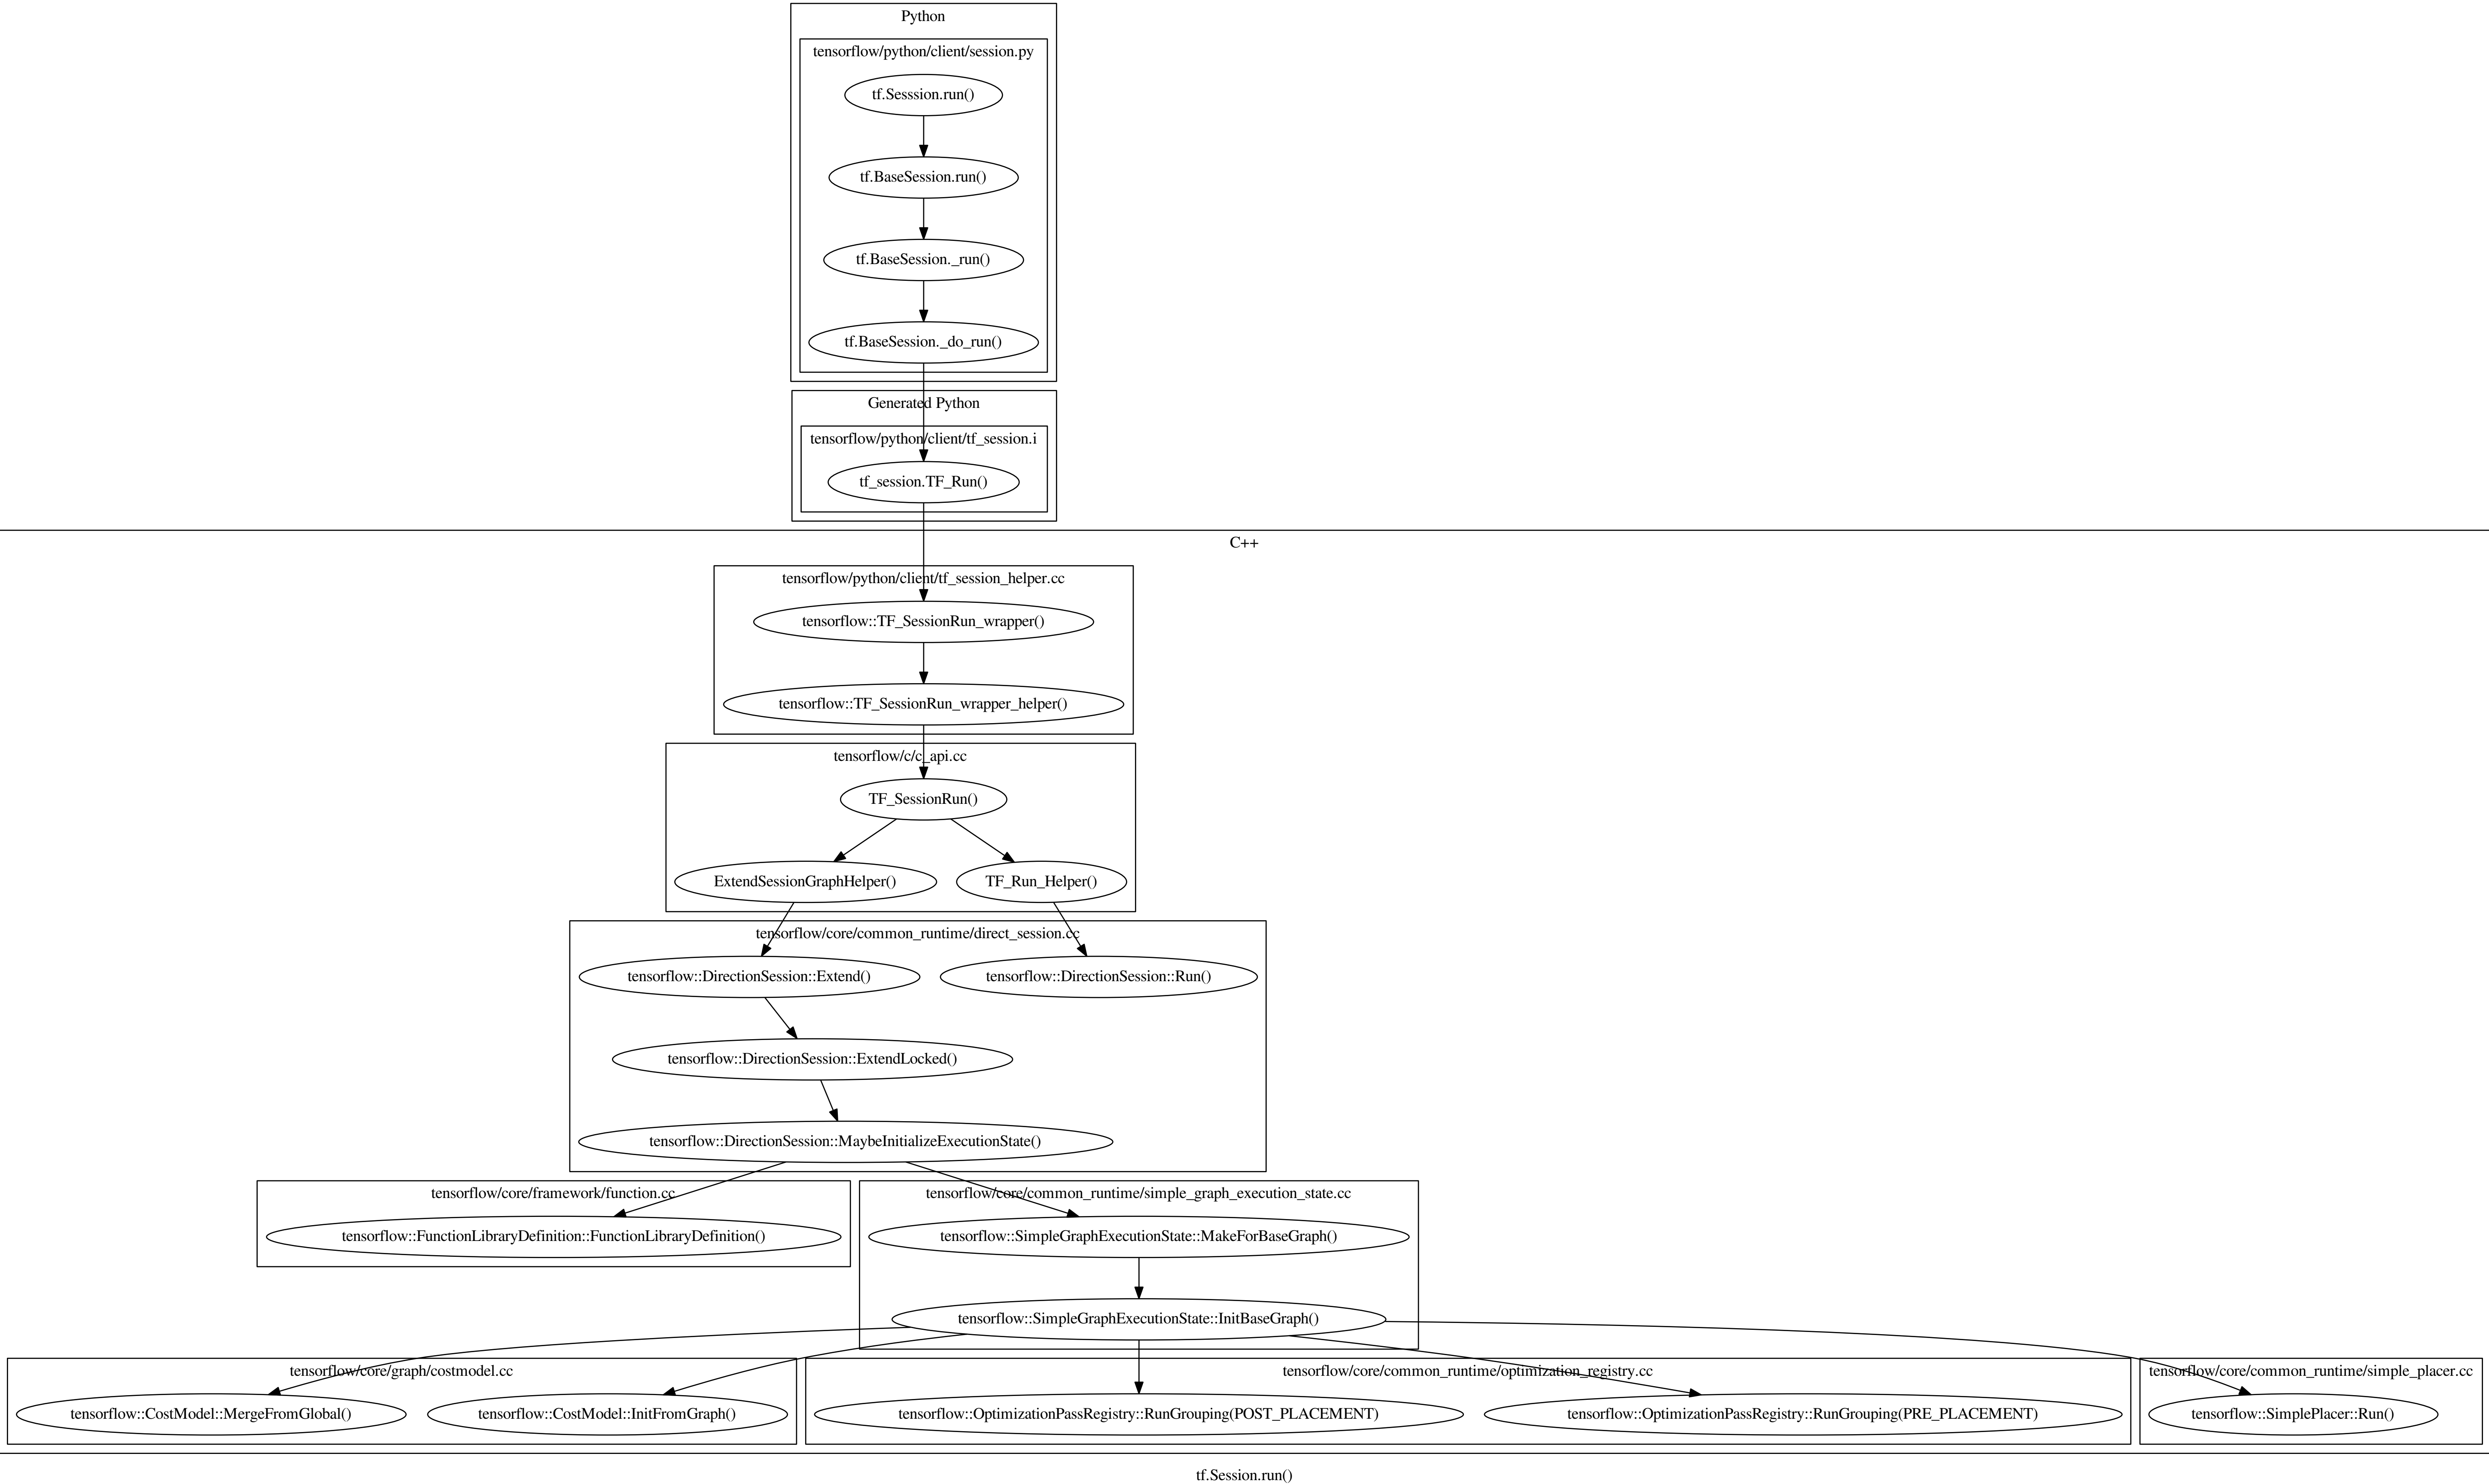 Python
tensorflow/python/client/session.py
tf.Sesssion.run()
tf.BaseSession.run()
tf.BaseSession._run()
tf.BaseSession._do_run()
Generated Python
tensorflow/python/client/tf_session.i
tf_session.TF_Run()
C++
tensorflow/python/client/tf_session_helper.cc
tensorflow::TF_SessionRun_wrapper()
tensorflow::TF_SessionRun_wrapper_helper()
tensorflow/c/c_api.cc
TF_SessionRun()
ExtendSessionGraphHelper()
TF_Run_Helper()
tensorflow/core/common_runtime/direct_session.cc
tensorflow::DirectionSession::Extend()
tensorflow::DirectionSession::Run()
tensorflow::DirectionSession::ExtendLocked()
tensorflow::DirectionSession::MaybeInitializeExecutionState()
tensorflow/core/framework/function.cc
tensorflow/core/common_runtime/simple_graph_execution_state.cc
tensorflow::FunctionLibraryDefinition::FunctionLibraryDefinition()
tensorflow::SimpleGraphExecutionState::MakeForBaseGraph()
tensorflow::SimpleGraphExecutionState::InitBaseGraph()
tensorflow/core/graph/costmodel.cc
tensorflow/core/common_runtime/optimization_registry.cc
tensorflow/core/common_runtime/simple_placer.cc
tensorflow::CostModel::MergeFromGlobal()
tensorflow::CostModel::InitFromGraph()
tensorflow::OptimizationPassRegistry::RunGrouping(POST_PLACEMENT)
tensorflow::OptimizationPassRegistry::RunGrouping(PRE_PLACEMENT)
tensorflow::SimplePlacer::Run()
tf.Session.run()